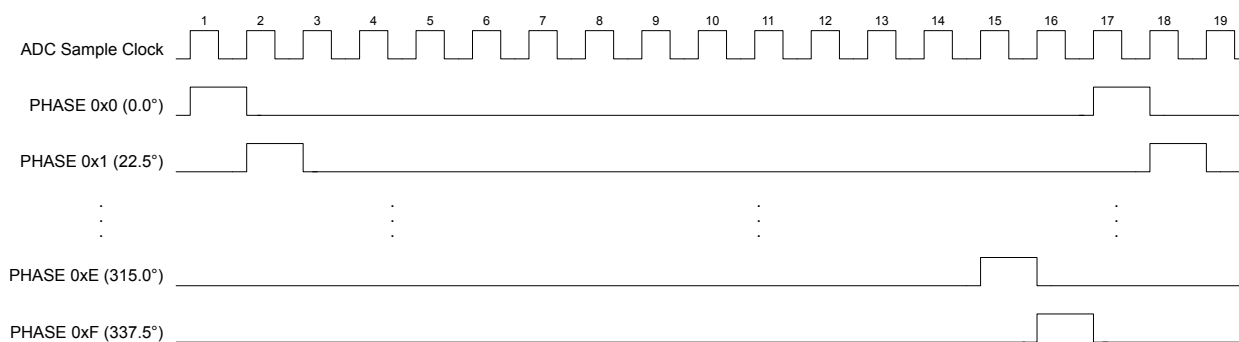 1 2 3 4 5 6 7 8 9 10 11 12 13 14 15 16 17 18 19
ADC Sample Clock
PHASE 0x0 (0.0°)
PHASE 0x1 (22.5°)
PHASE 0xE (315.0°)
PHASE 0xF (337.5°)